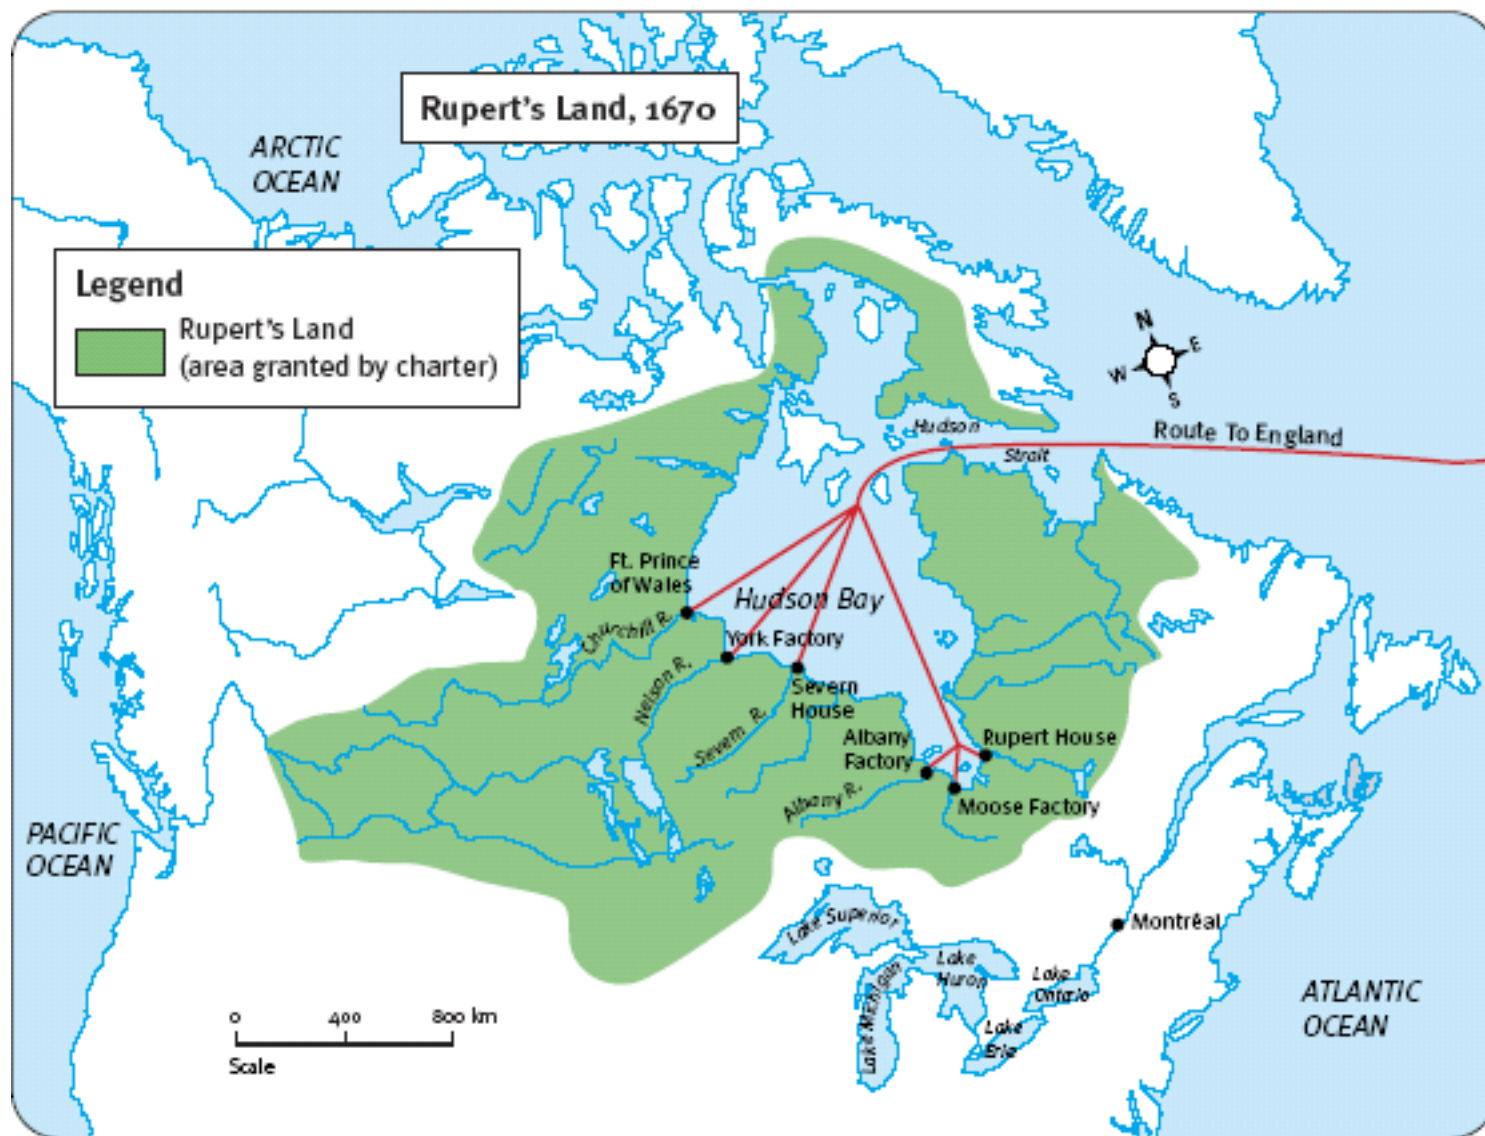 Rupert's Land, 1670
ARCTIC
OCEAN
Legend
Rupert's Land
(area granted by charter)
N
E
W
S
Hudson
Strait
Route To England
Ft. Prince
of Wales
Hudson Bay
Churchill R.
York Factory
Nelson R.
Severn
House
Severn R.
Albany
Factory
Rupert House
Albany R.
Moose Factory
PACIFIC
OCEAN
Lake Superior
Montréal
Lake
Huron
Lake Michigan
Lake
Ontario
Lake
Erie
ATLANTIC
OCEAN
0 400 800 km
Scale